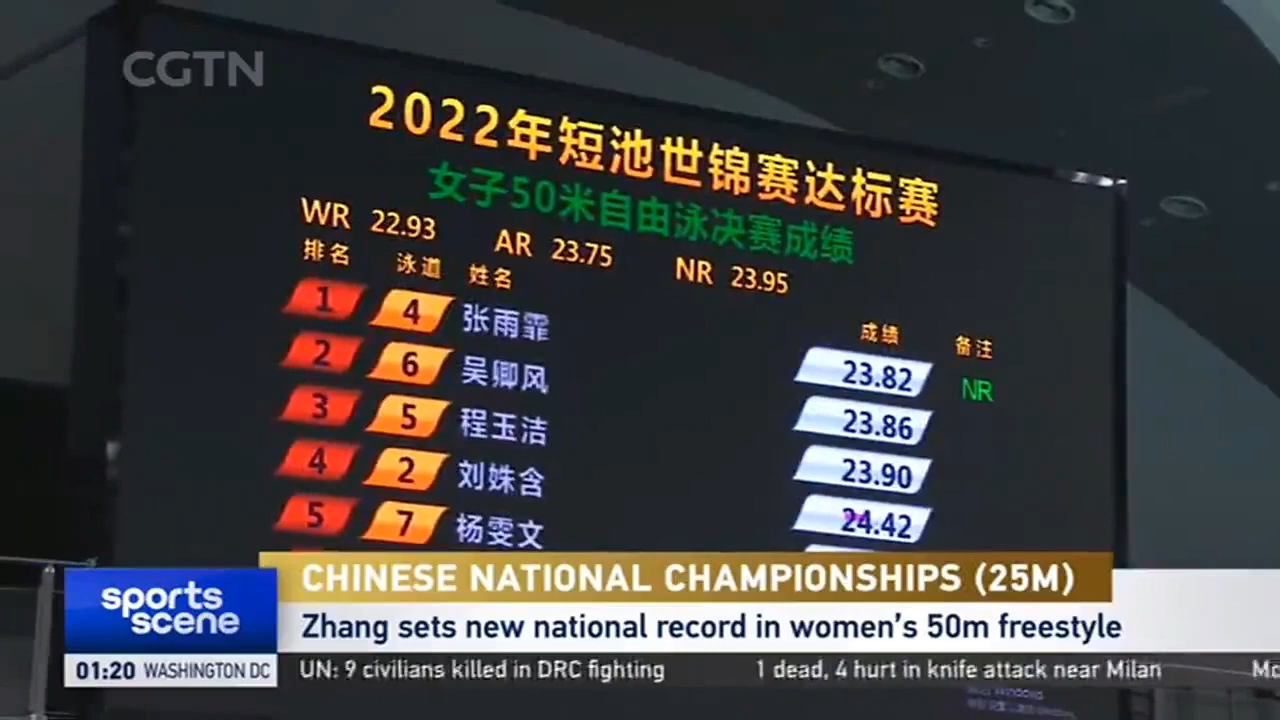 CGTN
2022年短池世锦赛达标赛
女子50米自由泳决赛成绩
WR 22.93 AR 23.75 NR 23.95
排名 泳道 姓名 成绩 备注
1 4 张雨霏 23.82 NR
2 6 吴卿风 23.86
3 5 程玉洁 23.90
4 2 刘姝含 24.42
5 7 杨雯文
CHINESE NATIONAL CHAMPIONSHIPS (25M)
sports
scene
Zhang sets new national record in women's 50m freestyle
01:20 WASHINGTON DC UN: 9 civilians killed in DRC fighting 1 dead, 4 hurt in knife attack near Milan